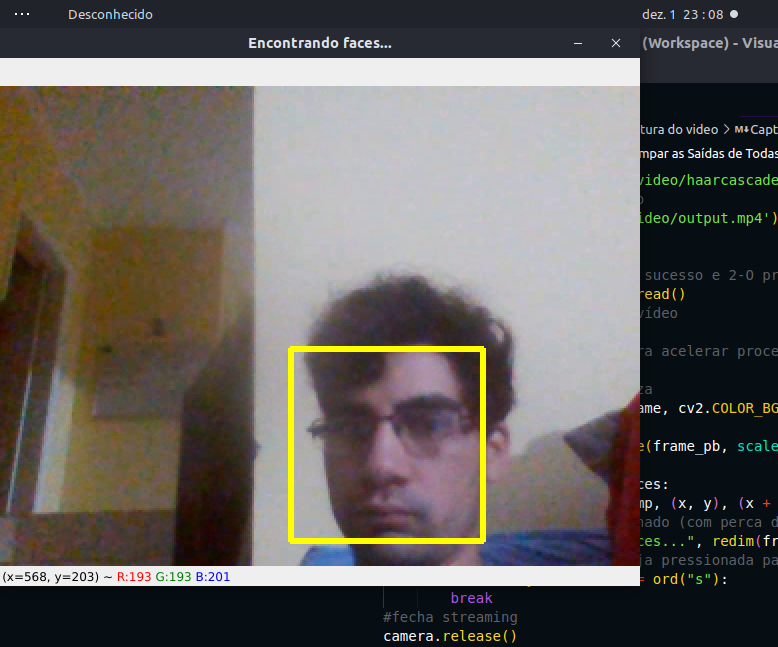 Desconhecido
dez. 1 23:08
Encontrando faces...
(Workspace) - Visua
tura do video > M↓ Capt
mpar as Saídas de Todas
video/haarcascade
ideo/output.mp4')
sucesso e 2-O pr
read()
vídeo
ra acelerar proce
za
ame, cv2.COLOR_BG
e(frame_pb, scale
ces:
mp, (x, y), (x +
nado (com perca d
ces...", redim(fr
ja pressionada pa
= ord("s"):
break
#fecha streaming
camera.release()
(x=568, y=203) ~ R:193 G:193 B:201